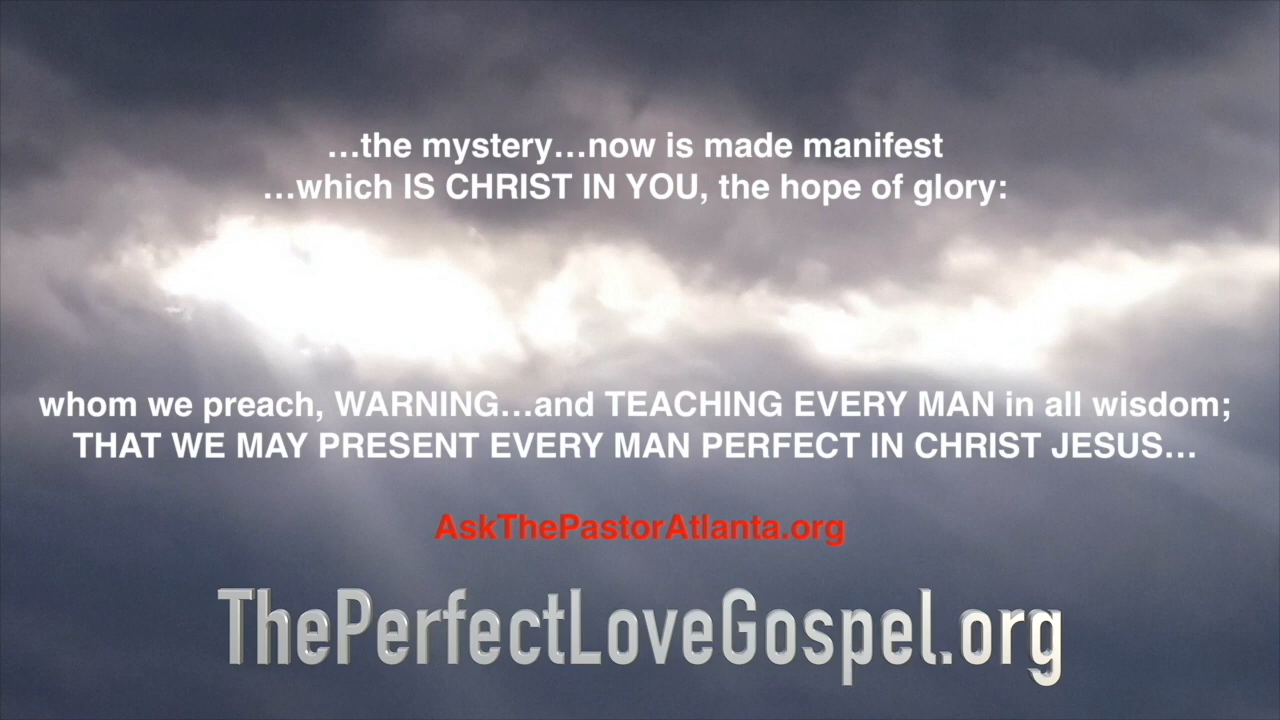 …the mystery…now is made manifest
…which IS CHRIST IN YOU, the hope of glory:
whom we preach, WARNING…and TEACHING EVERY MAN in all wisdom;
THAT WE MAY PRESENT EVERY MAN PERFECT IN CHRIST JESUS…
AskThePastorAtlanta.org
ThePerfectLoveGospel.org